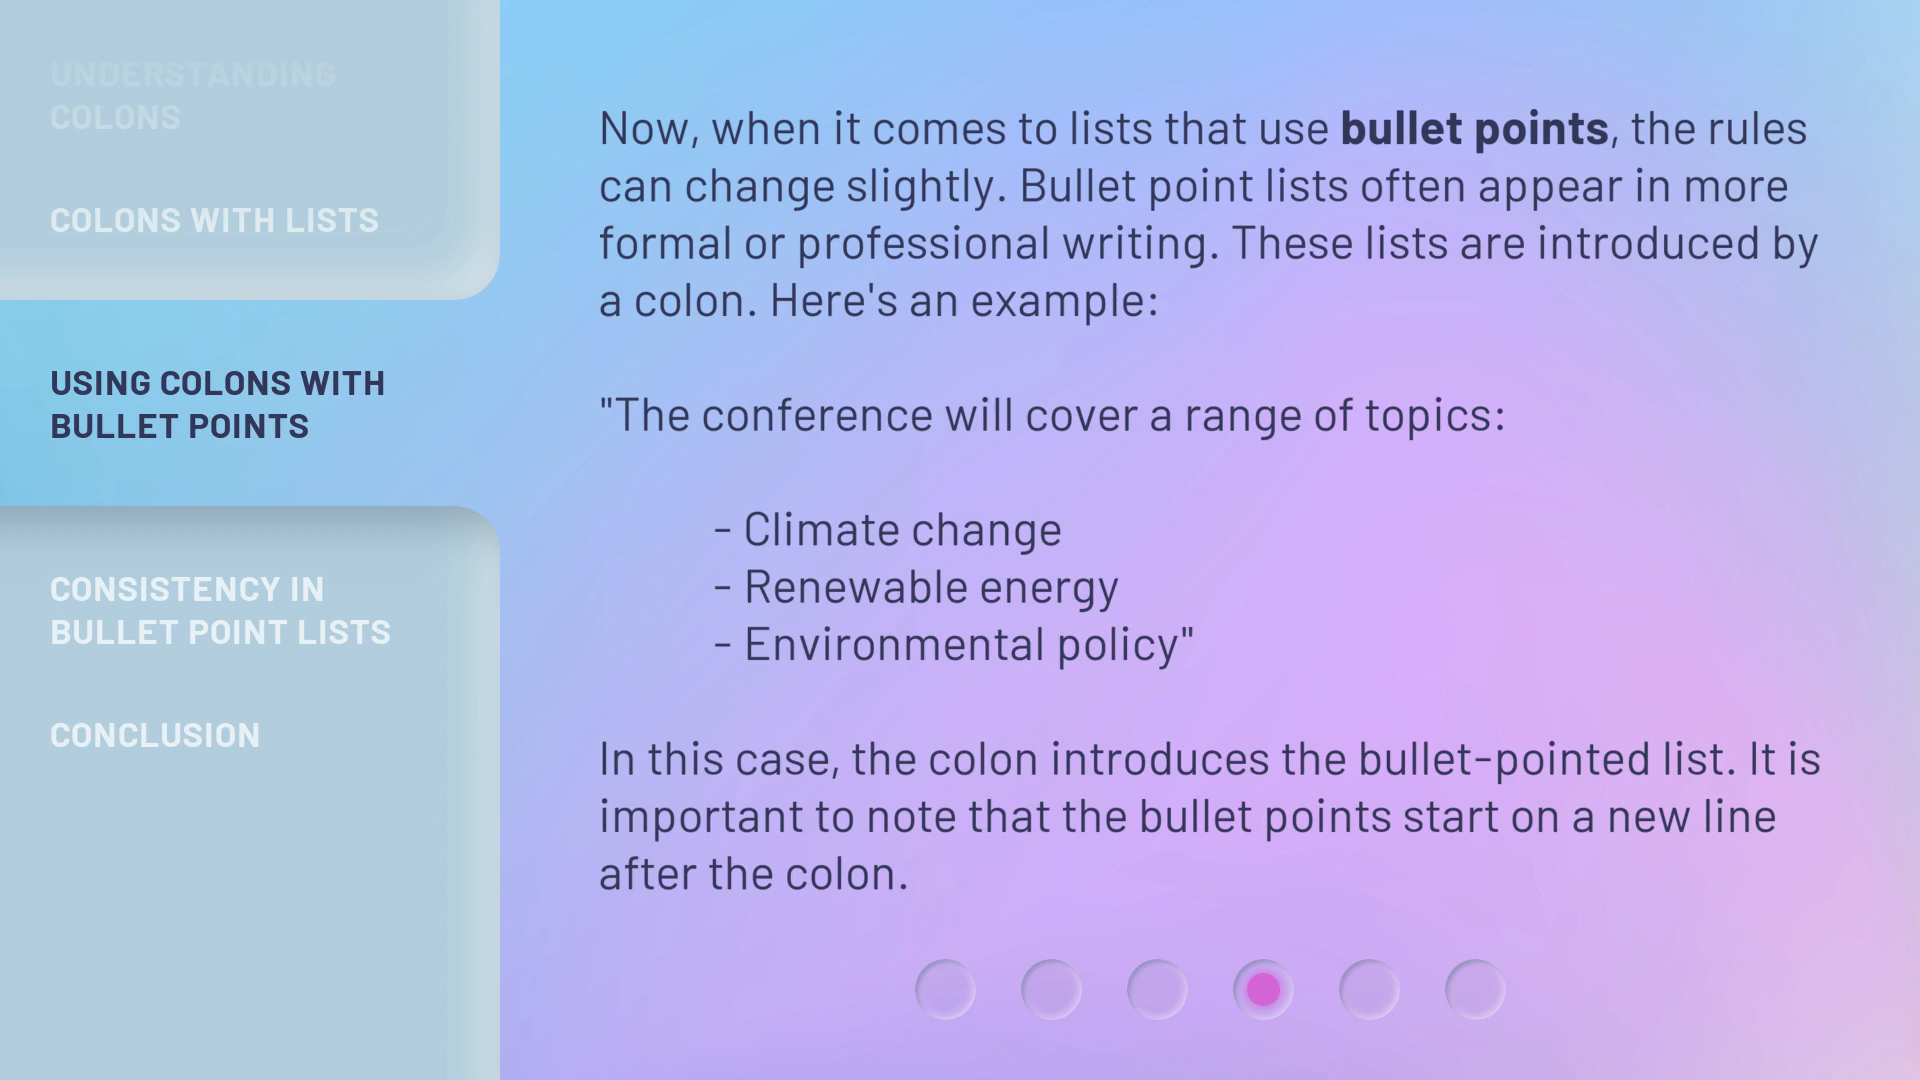 UNDERSTANDING
COLONS
COLONS WITH LISTS
USING COLONS WITH
BULLET POINTS
CONSISTENCY IN
BULLET POINT LISTS
CONCLUSION
Now, when it comes to lists that use bullet points, the rules
can change slightly. Bullet point lists often appear in more
formal or professional writing. These lists are introduced by
a colon. Here's an example:
"The conference will cover a range of topics:
- Climate change
- Renewable energy
- Environmental policy"
In this case, the colon introduces the bullet-pointed list. It is
important to note that the bullet points start on a new line
after the colon.